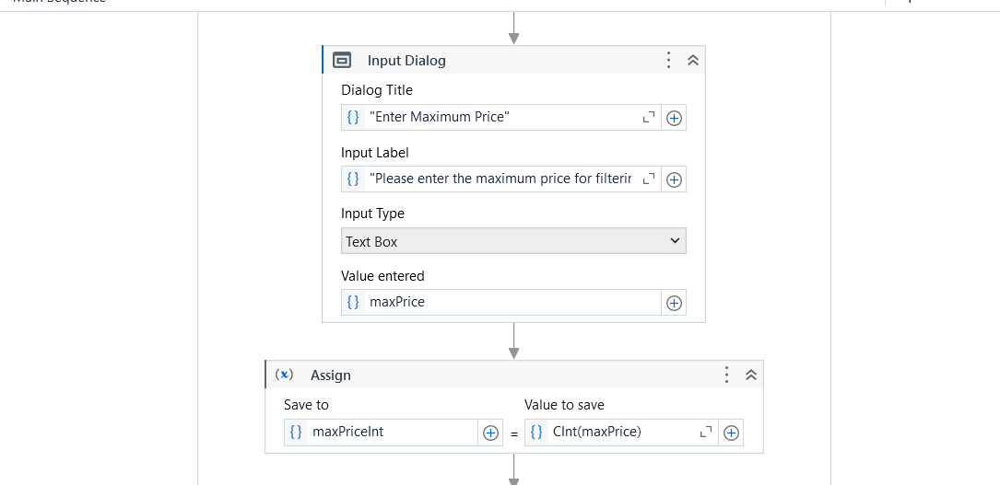 Main Sequence
Input Dialog
Dialog Title
{} "Enter Maximum Price"
Input Label
{} "Please enter the maximum price for filterin
Input Type
Text Box
Value entered
{} maxPrice
(x) Assign
Save to
Value to save
{} maxPriceInt = {} CInt(maxPrice)